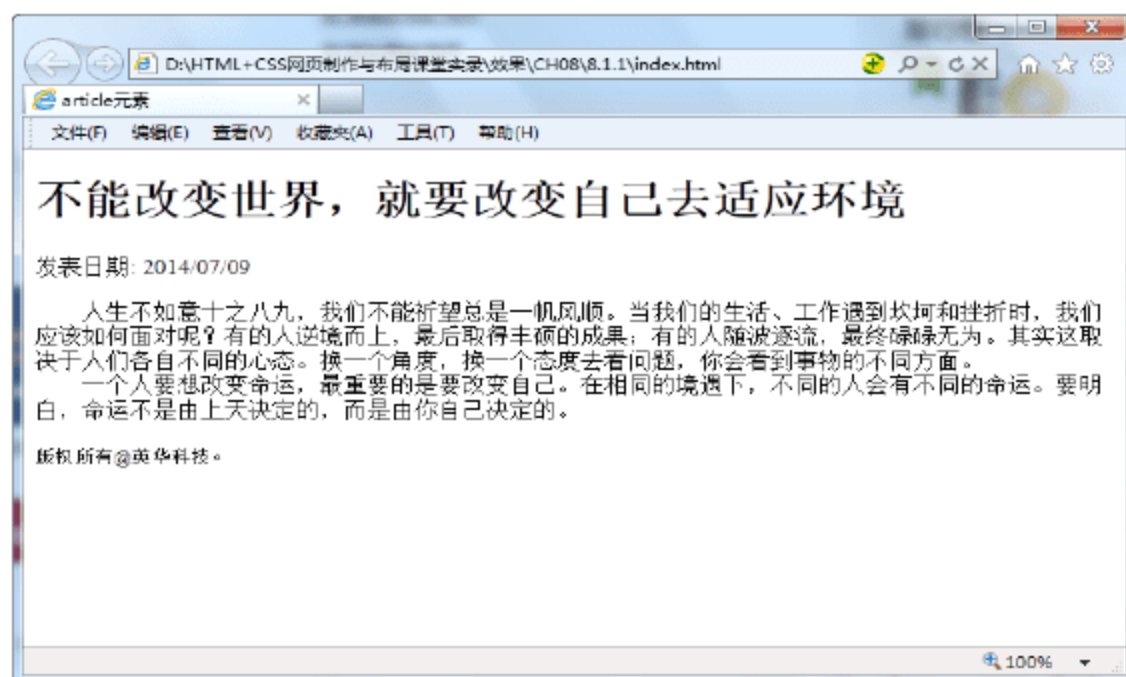 D:\HTML+CSS网页制作与布局课堂实录\效果\CH08\8.1.1\index.html
article元素
文件(F) 编辑(E) 查看(V) 收藏夹(A) 工具(T) 帮助(H)
不能改变世界，就要改变自己去适应环境
发表日期: 2014/07/09
人生不如意十之八九，我们不能祈望总是一帆风顺。当我们的生活、工作遇到坎坷和挫折时，我们
应该如何面对呢？有的人逆境而上，最后取得丰硕的成果；有的人随波逐流，最终碌碌无为。其实这取
决于人们各自不同的心态。换一个角度，换一个态度去看问题，你会看到事物的不同方面。
一个人要想改变命运，最重要的是要改变自己。在相同的境遇下，不同的人会有不同的命运。要明
白，命运不是由上天决定的，而是由你自己决定的。
版权所有@英华科技。
100%